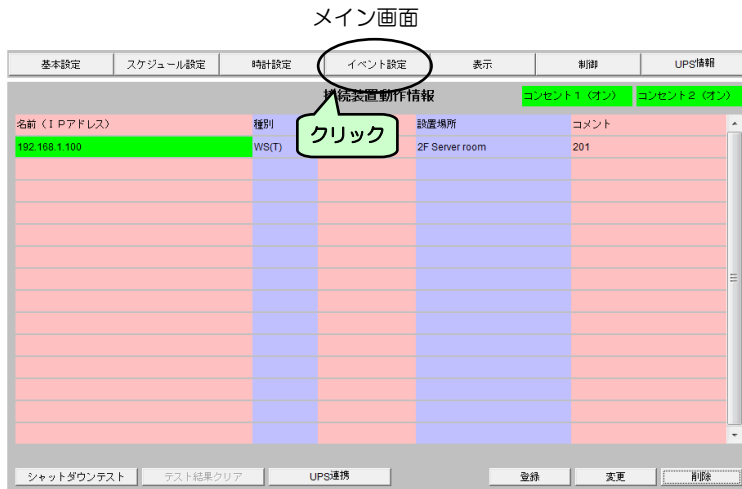 メイン画面
基本設定 スケジュール設定 時計設定 イベント設定 表示 制御 UPS情報
接続装置動作情報 コンセント1（オン） コンセント2（オン）
名前（IPアドレス） 種別 設置場所 コメント
192.168.1.100 WS(T) 2F Server room 201
クリック
シャットダウンテスト テスト結果クリア UPS連携 登録 変更 削除